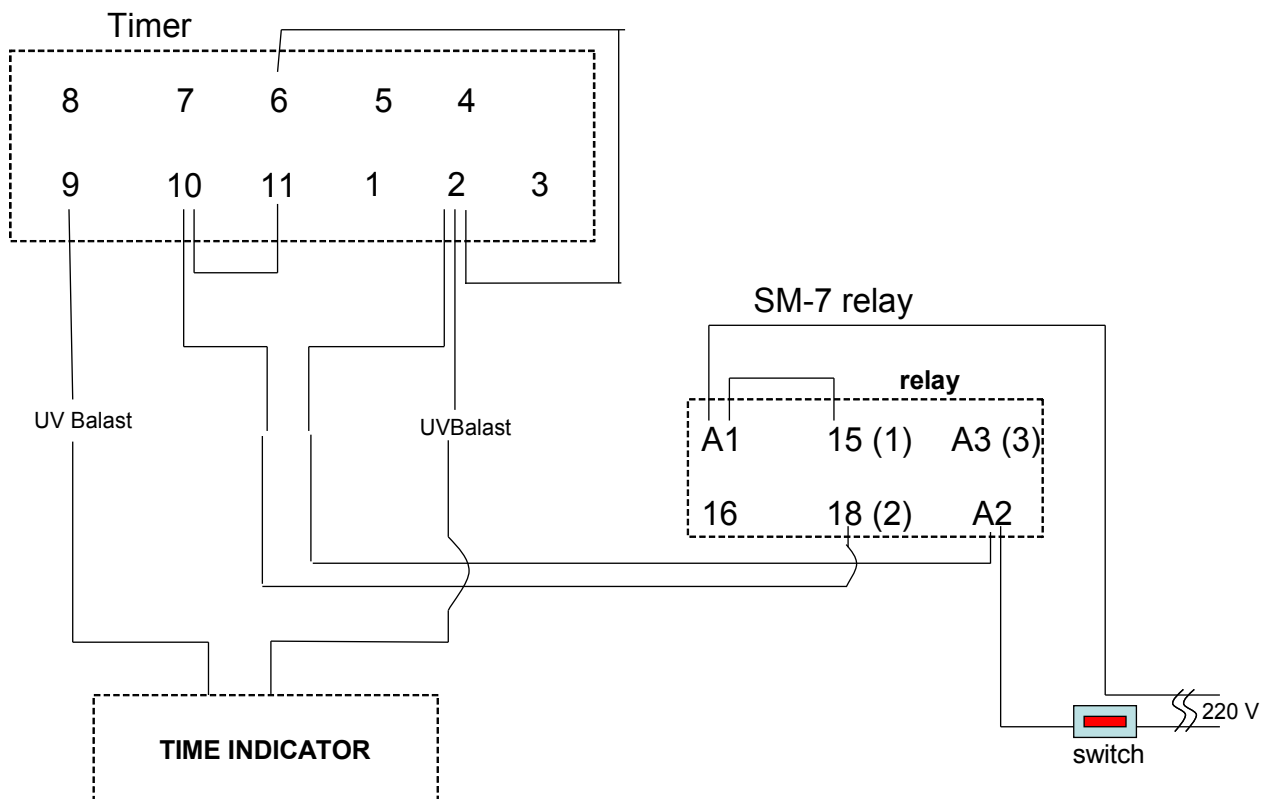 Timer
8 7 6 5 4
9 10 11 1 2 3
SM-7 relay
relay
A1 15 (1) A3 (3)
16 18 (2) A2
UV Balast
UVBalast
220 V
switch
TIME INDICATOR